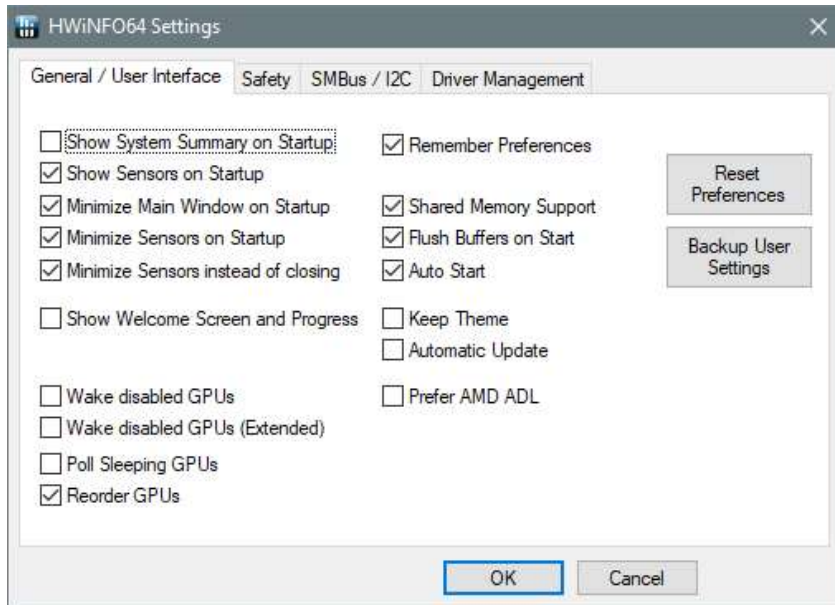 HWiNFO64 Settings
General / User Interface
Safety
SMBus / I2C
Driver Management
Show System Summary on Startup
Show Sensors on Startup
Minimize Main Window on Startup
Minimize Sensors on Startup
Minimize Sensors instead of closing
Show Welcome Screen and Progress
Wake disabled GPUs
Wake disabled GPUs (Extended)
Poll Sleeping GPUs
Reorder GPUs
Remember Preferences
Shared Memory Support
Flush Buffers on Start
Auto Start
Keep Theme
Automatic Update
Prefer AMD ADL
Reset
Preferences
Backup User
Settings
OK
Cancel